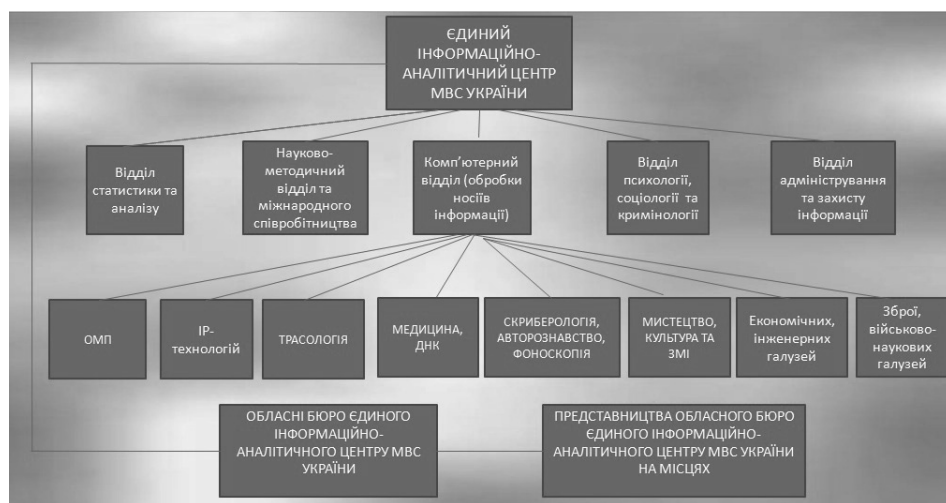 ЄДИНИЙ
ІНФОРМАЦІЙНО-
АНАЛІТИЧНИЙ ЦЕНТР
МВС УКРАЇНИ
Відділ
статистики та
аналізу
Науково-
методичний
відділ та
міжнародного
співробітництва
Комп’ютерний
відділ (обробки
носіїв
інформації)
Відділ
психології,
соціології та
кримінології
Відділ
адміністрування
та захисту
інформації
ОМП
ІР-
технологій
ТРАСОЛОГІЯ
МЕДИЦИНА,
ДНК
СКРИБЕРОЛОГІЯ,
АВТОРОЗНАВСТВО,
ФОНОСКОПІЯ
МИСТЕЦТВО,
КУЛЬТУРА ТА
ЗМІ
Економічних,
інженерних
галузей
Зброї,
військово-
наукових
галузей
ОБЛАСНІ БЮРО ЄДИНОГО
ІНФОРМАЦІЙНО-
АНАЛІТИЧНОГО ЦЕНТРУ МВС
УКРАЇНИ
ПРЕДСТАВНИЦТВА ОБЛАСНОГО БЮРО
ЄДИНОГО ІНФОРМАЦІЙНО-
АНАЛІТИЧНОГО ЦЕНТРУ МВС УКРАЇНИ
НА МІСЦЯХ